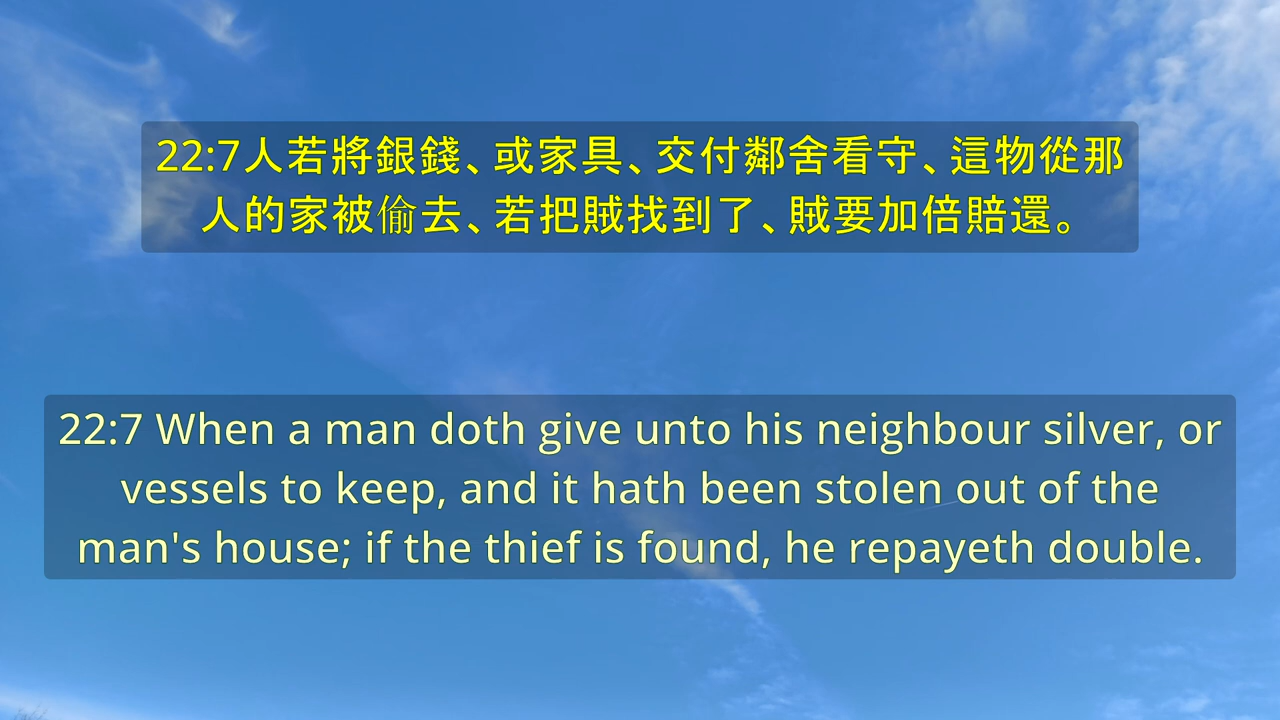 22:7人若將銀錢、或家具、交付鄰舍看守、這物從那
人的家被偷去、若把賊找到了、賊要加倍賠還。
22:7 When a man doth give unto his neighbour silver, or
vessels to keep, and it hath been stolen out of the
man's house; if the thief is found, he repayeth double.